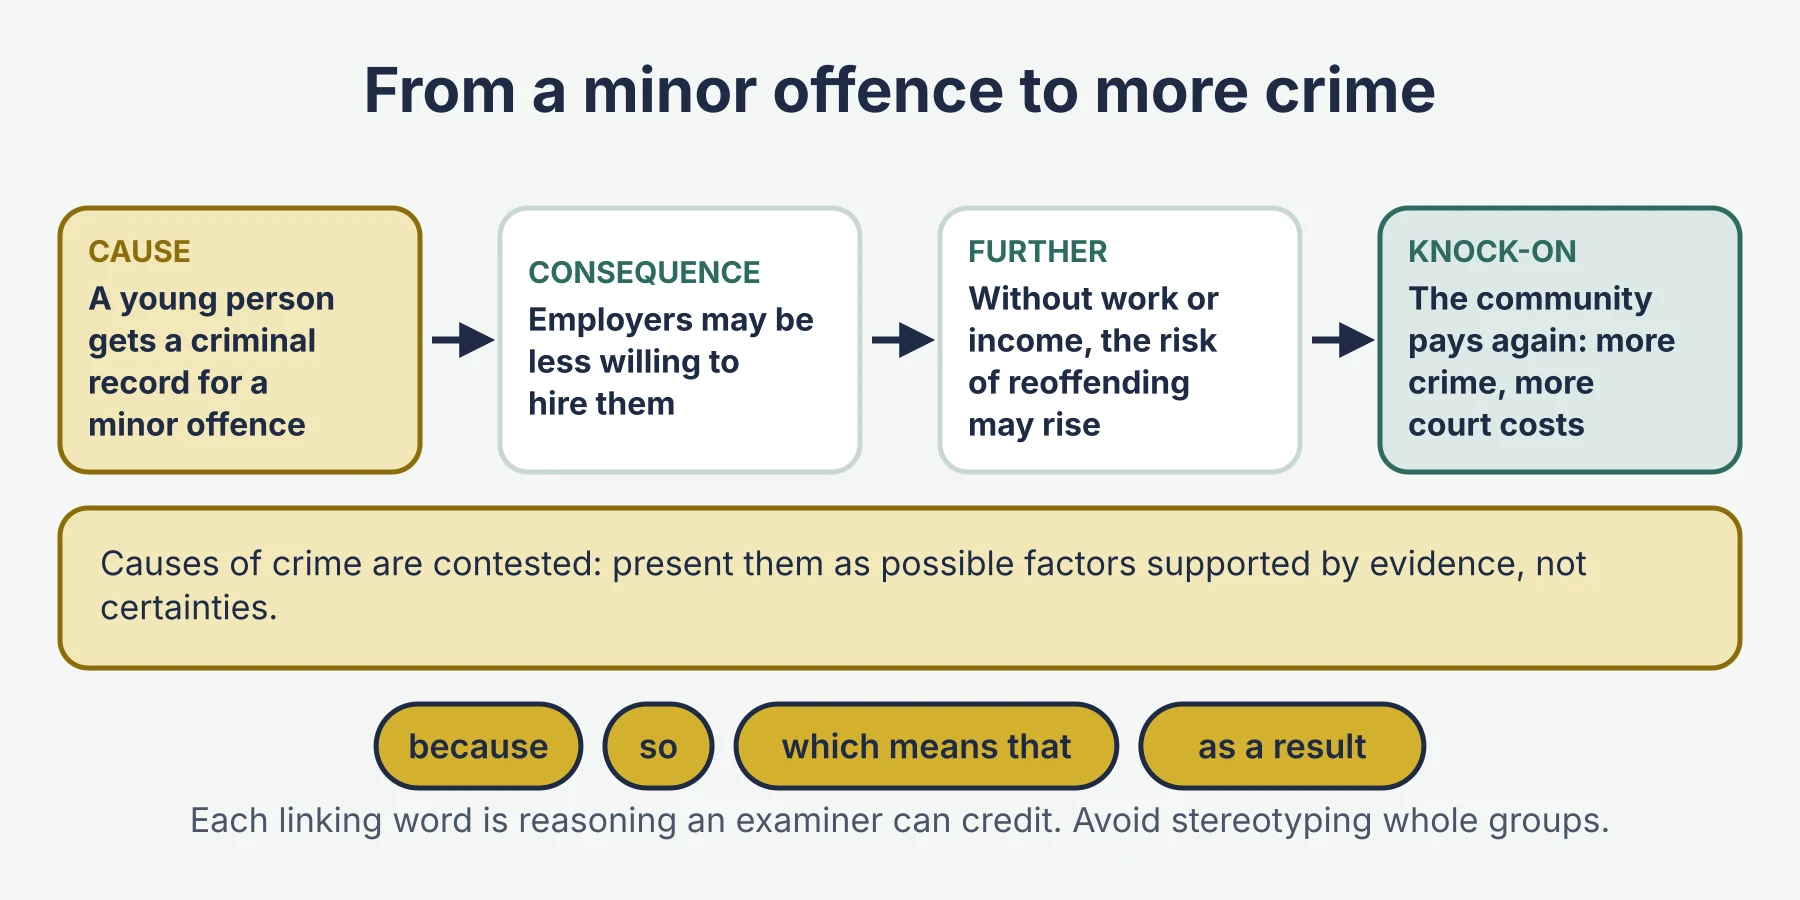 From a minor offence to more crime
CAUSE
A young person
gets a criminal
record for a
minor offence
CONSEQUENCE
Employers may be
less willing to
hire them
FURTHER
Without work or
income, the risk
of reoffending
may rise
KNOCK-ON
The community
pays again: more
crime, more
court costs
Causes of crime are contested: present them as possible factors supported by evidence, not
certainties.
because
so
which means that
as a result
Each linking word is reasoning an examiner can credit. Avoid stereotyping whole groups.